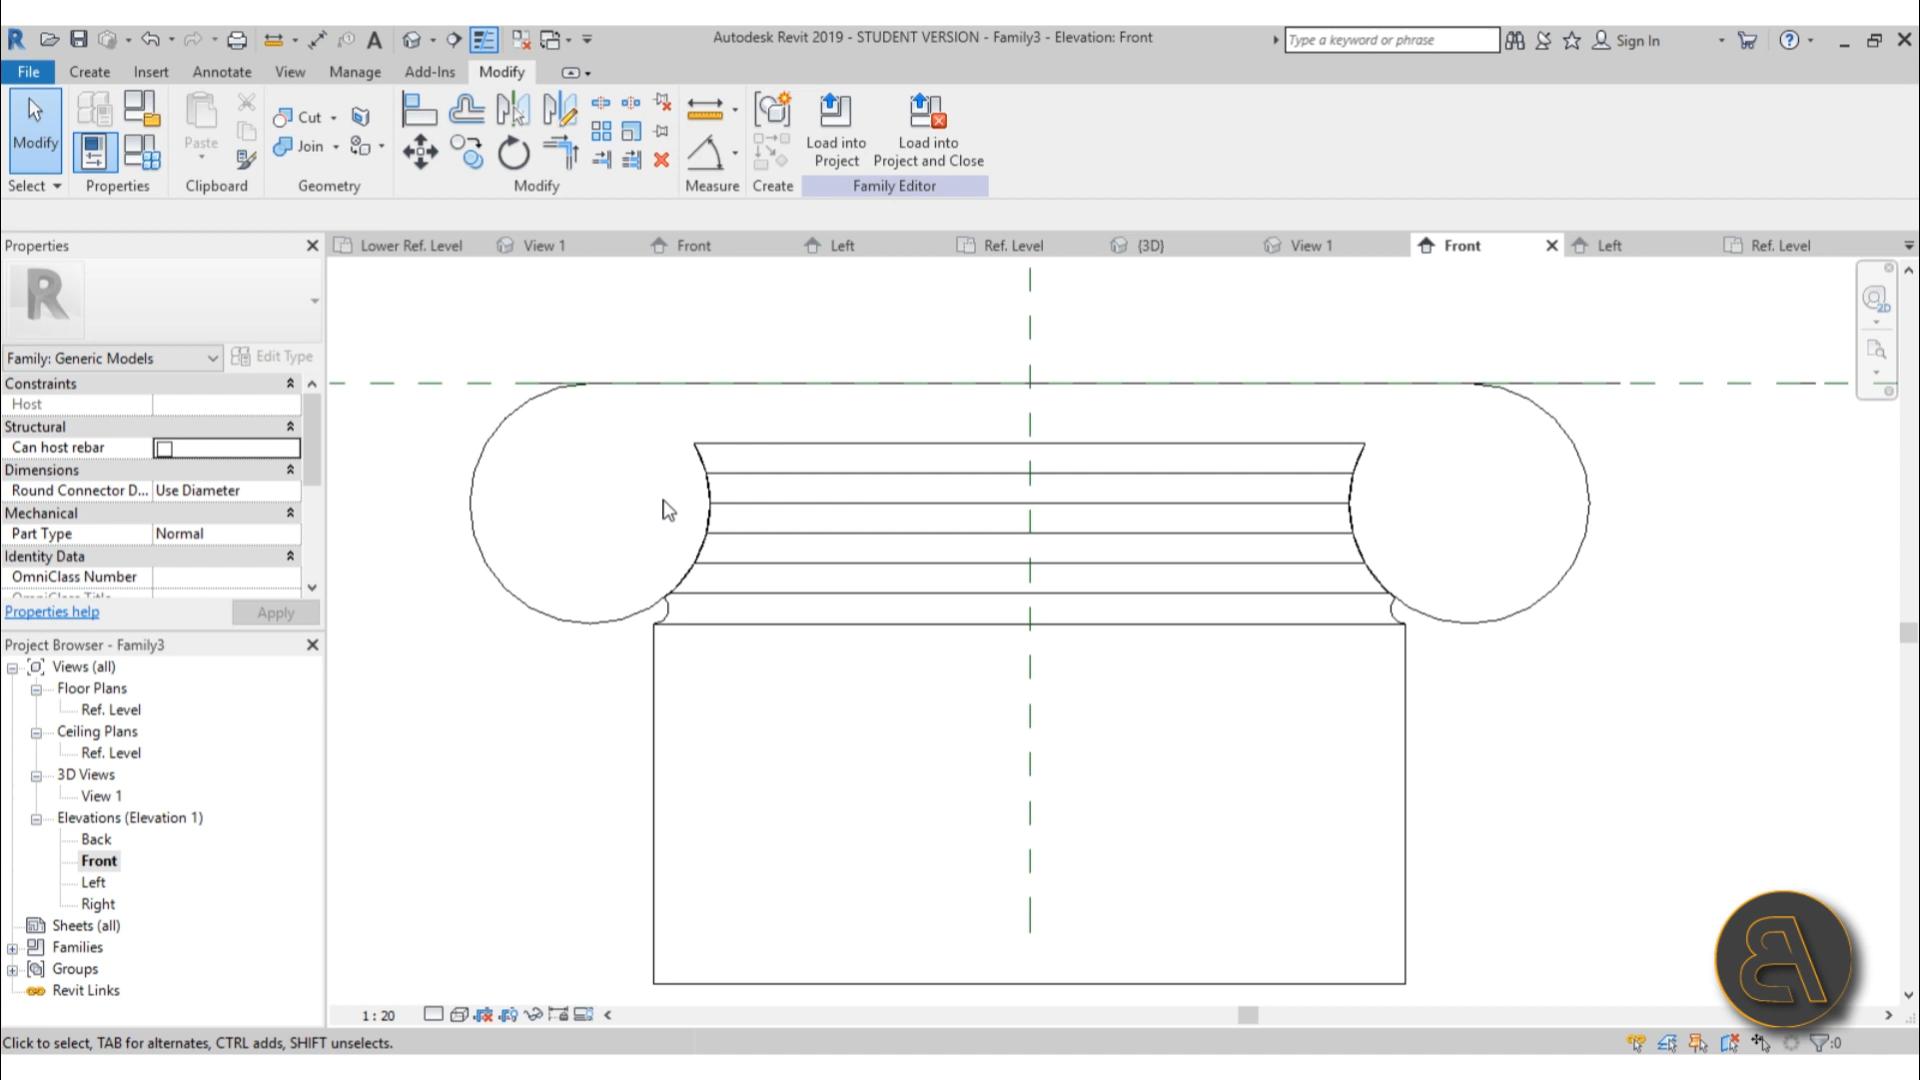 Autodesk Revit 2019 - STUDENT VERSION - Family3 - Elevation: Front
Type a keyword or phrase
Sign In
File
Create
Insert
Annotate
View
Manage
Add-Ins
Modify
Modify
Paste
Cut
Join
Load into
Project
Load into
Project and Close
Select
Properties
Clipboard
Geometry
Modify
Measure
Create
Family Editor
Properties
Lower Ref. Level
View 1
Front
Left
Ref. Level
{3D}
View 1
Front
Left
Ref. Level
2D
Family: Generic Models
Edit Type
Constraints
Host
Structural
Can host rebar
Dimensions
Round Connector D... Use Diameter
Mechanical
Part Type Normal
Identity Data
OmniClass Number
OmniClass Title
Properties help
Apply
Project Browser - Family3
Views (all)
Floor Plans
Ref. Level
Ceiling Plans
Ref. Level
3D Views
View 1
Elevations (Elevation 1)
Back
Front
Left
Right
Sheets (all)
Families
Groups
Revit Links
1 : 20
Click to select, TAB for alternates, CTRL adds, SHIFT unselects.
:0